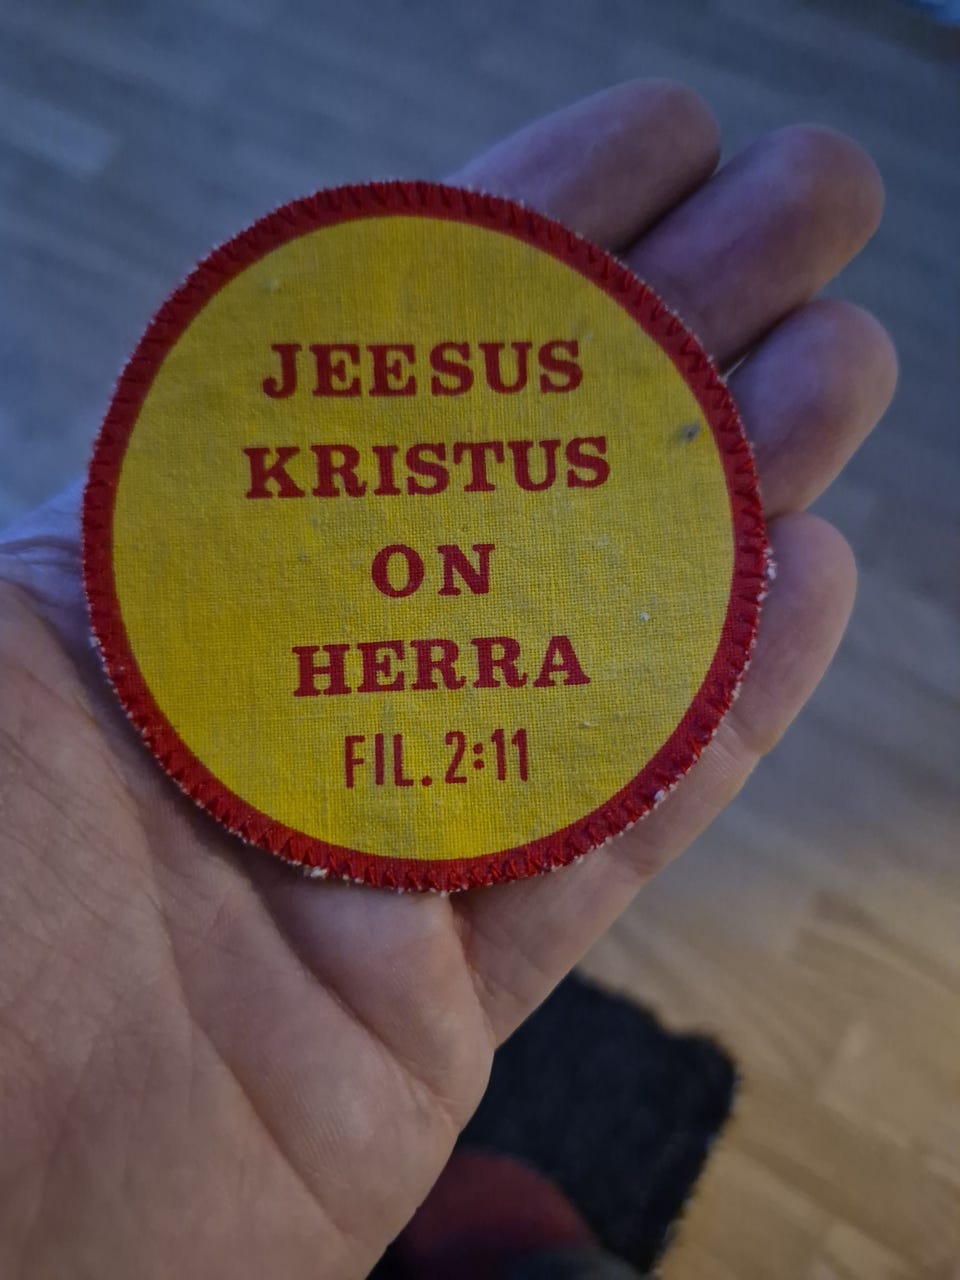 JEESUS
KRISTUS
ON
HERRA
FIL. 2:11